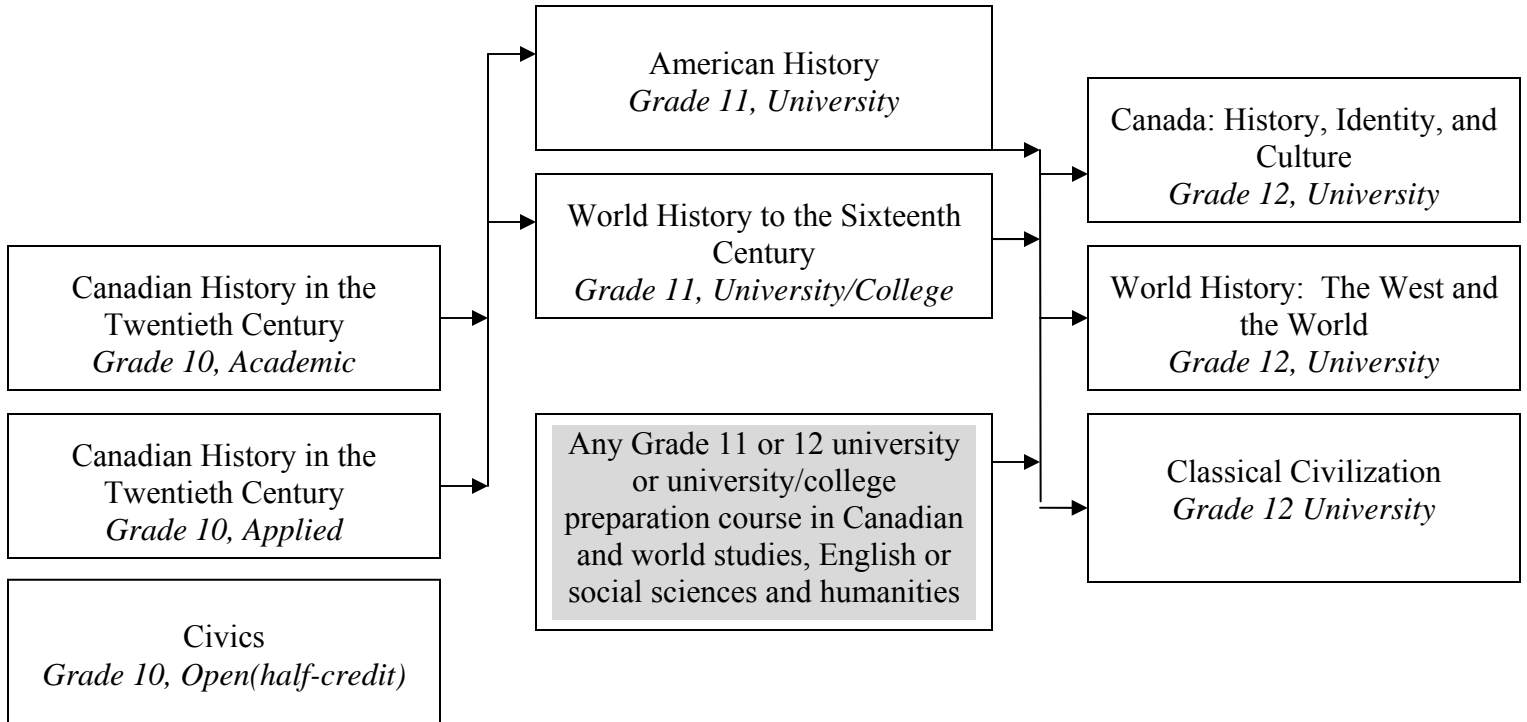 Canadian History in the
Twentieth Century
Grade 10, Academic
Canadian History in the
Twentieth Century
Grade 10, Applied
Civics
Grade 10, Open(half-credit)
American History
Grade 11, University
World History to the Sixteenth
Century
Grade 11, University/College
Any Grade 11 or 12 university
or university/college
preparation course in Canadian
and world studies, English or
social sciences and humanities
Canada: History, Identity, and
Culture
Grade 12, University
World History:  The West and
the World
Grade 12, University
Classical Civilization
Grade 12 University